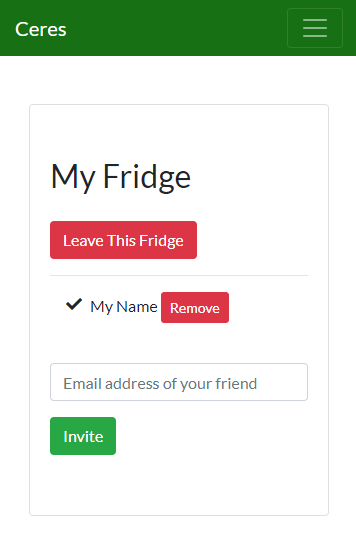 Ceres
My Fridge
Leave This Fridge
My Name Remove
Email address of your friend
Invite